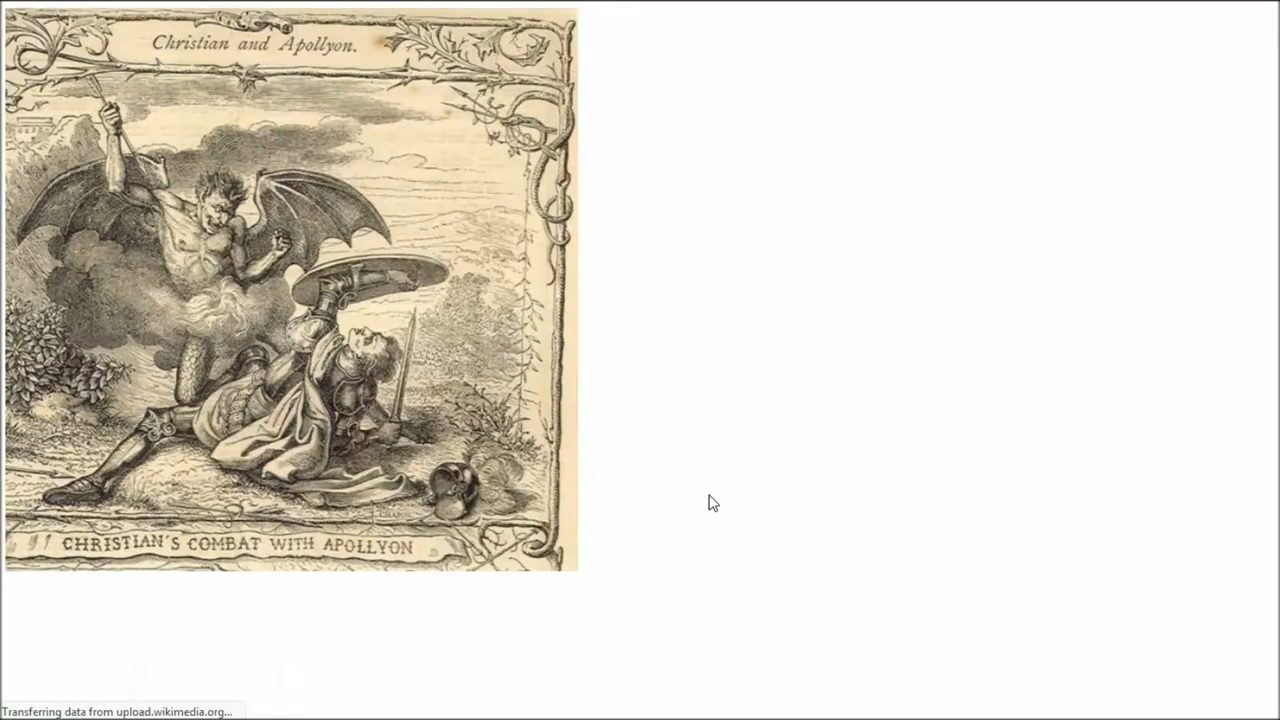 Christian and Apollyon.
CHRISTIAN'S COMBAT WITH APOLLYON
Transferring data from upload.wikimedia.org...